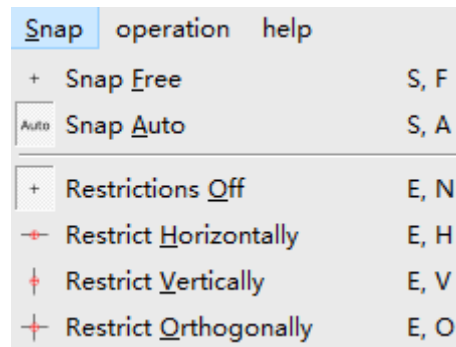 Snap operation help
Snap Free S, F
Auto Snap Auto S, A
Restrictions Off E, N
Restrict Horizontally E, H
Restrict Vertically E, V
Restrict Orthogonally E, O